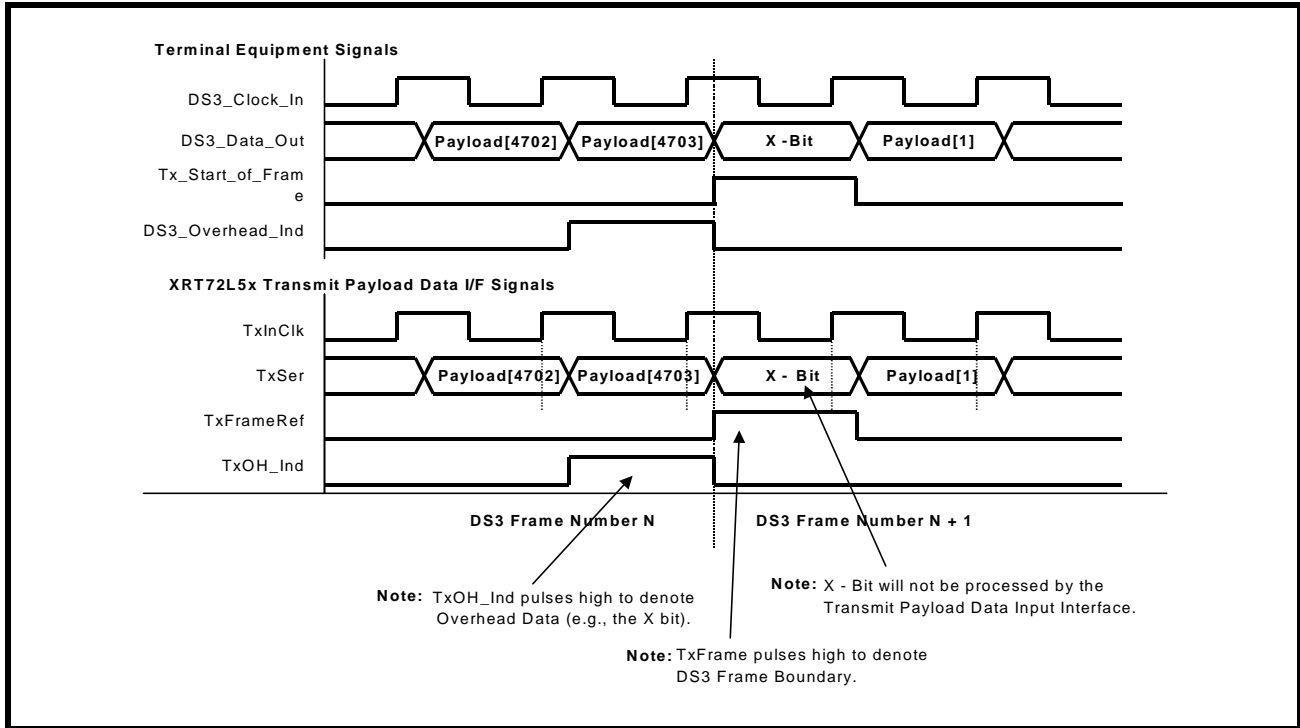 Terminal Equipment Signals
DS3_Clock_In
DS3_Data_Out
Payload[4702] Payload[4703] X -Bit Payload[1]
Tx_Start_of_Fram
e
DS3_Overhead_Ind
XRT72L5x Transmit Payload Data I/F Signals
TxInClk
TxSer
Payload[4702] Payload[4703] X - Bit Payload[1]
TxFrameRef
TxOH_Ind
DS3 Frame Number N DS3 Frame Number N + 1
Note: TxOH_Ind pulses high to denote
Overhead Data (e.g., the X bit).
Note: X - Bit will not be processed by the
Transmit Payload Data Input Interface.
Note: TxFrame pulses high to denote
DS3 Frame Boundary.